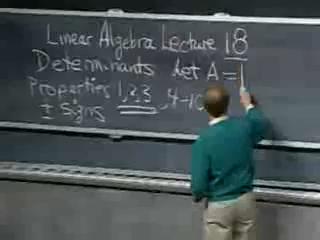 Linear Algebra Lecture 18
Determinants det A = |
Properties 1,2,3, 4-10
± signs